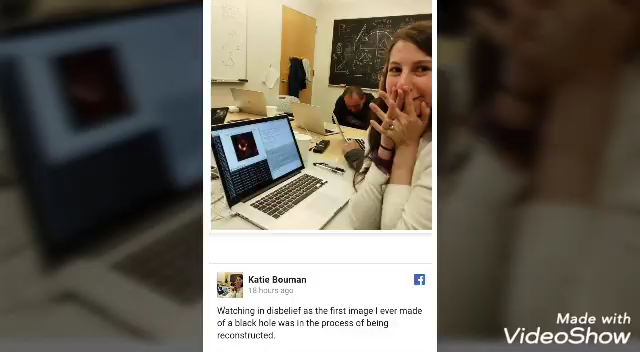 Katie Bouman
18 hours ago
Watching in disbelief as the first image I ever made
of a black hole was in the process of being
reconstructed.
Made with
VideoShow